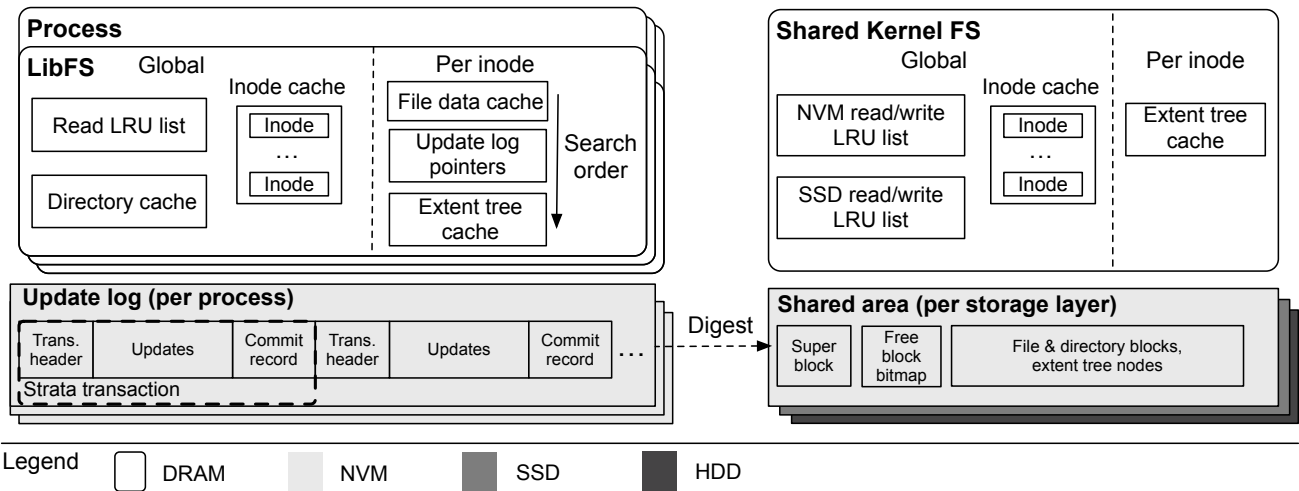 Process
LibFS
Global
Per inode
Read LRU list
Directory cache
Inode cache
Inode
...
Inode
File data cache
Update log
pointers
Extent tree
cache
Search
order
Shared Kernel FS
Global
Per inode
NVM read/write
LRU list
SSD read/write
LRU list
Inode cache
Inode
...
Inode
Extent tree
cache
Update log (per process)
Trans.
header
Updates
Commit
record
Trans.
header
Updates
Commit
record
...
Strata transaction
Digest
Shared area (per storage layer)
Super
block
Free
block
bitmap
File & directory blocks,
extent tree nodes
Legend
DRAM
NVM
SSD
HDD